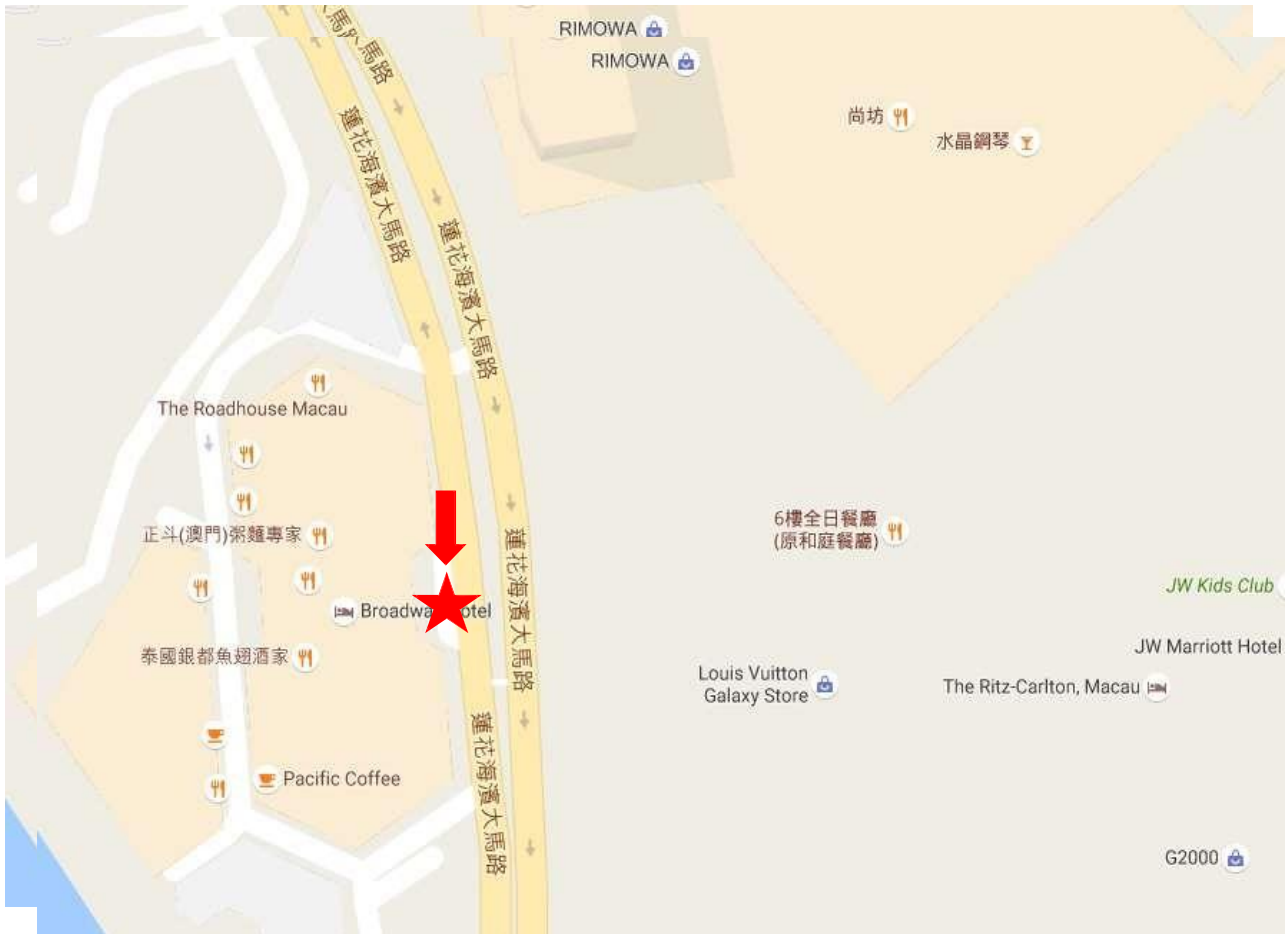 RIMOWA
大馬路
馬路
RIMOWA
尚坊
水晶鋼琴
蓮花海濱大馬路
蓮花海濱大馬路
The Roadhouse Macau
正斗(澳門)粥麵專家
6樓全日餐廳
(原和庭餐廳)
蓮花海濱大馬路
JW Kids Club
Broadwa otel
JW Marriott Hotel
泰國銀都魚翅酒家
Louis Vuitton
Galaxy Store
The Ritz-Carlton, Macau
蓮花海濱大馬路
Pacific Coffee
G2000